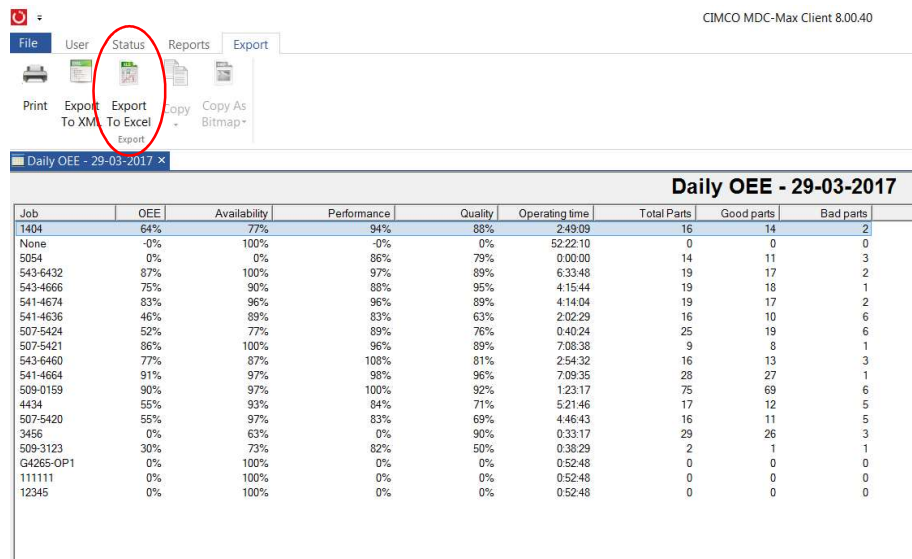 CIMCO MDC-Max Client 8.00.40
File User Status Reports Export
Print Export To XML Export To Excel Copy Copy As Bitmap
Export
Daily OEE - 29-03-2017 ×
Daily OEE - 29-03-2017
Job OEE Availability Performance Quality Operating time Total Parts Good parts Bad parts
1404 64% 77% 94% 88% 2:49:09 16 14 2
None -0% 100% -0% 0% 52:22:10 0 0 0
5054 0% 0% 86% 79% 0:00:00 14 11 3
543-6432 87% 100% 97% 89% 6:33:48 19 17 2
543-4666 75% 90% 88% 95% 4:15:44 19 18 1
541-4674 83% 96% 96% 89% 4:14:04 19 17 2
541-4636 46% 89% 83% 63% 2:02:29 16 10 6
507-5424 52% 77% 89% 76% 0:40:24 25 19 6
507-5421 86% 100% 96% 89% 7:08:38 9 8 1
543-6460 77% 87% 108% 81% 2:54:32 16 13 3
541-4664 91% 97% 98% 96% 7:09:35 28 27 1
509-0159 90% 97% 100% 92% 1:23:17 75 69 6
4434 55% 93% 84% 71% 5:21:46 17 12 5
507-5420 55% 97% 83% 69% 4:46:43 16 11 5
3456 0% 63% 0% 90% 0:33:17 29 26 3
509-3123 30% 73% 82% 50% 0:38:29 2 1 1
G4265-OP1 0% 100% 0% 0% 0:52:48 0 0 0
111111 0% 100% 0% 0% 0:52:48 0 0 0
12345 0% 100% 0% 0% 0:52:48 0 0 0